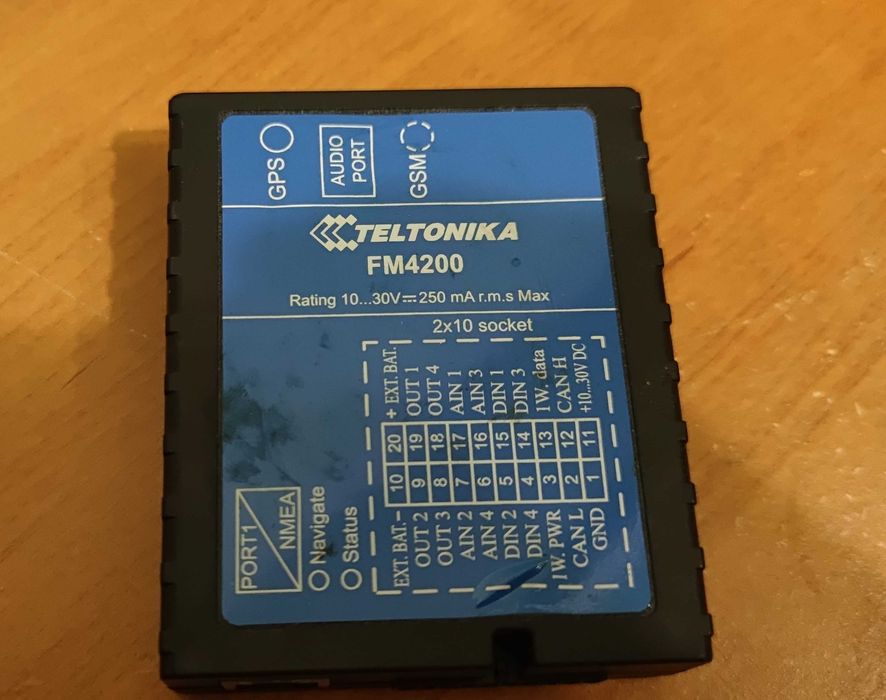 GPS
AUDIO
PORT
GSM
TELTONIKA
FM4200
Rating 10...30V⎓250 mA r.m.s Max
2x10 socket
+ EXT. BAT.
OUT 1
OUT 4
AIN 1
AIN 3
DIN 1
DIN 3
1W. data
CAN H
+10...30V DC
20
19
18
17
16
15
14
13
12
11
10
9
8
7
6
5
4
3
2
1
EXT. BAT.-
OUT 2
OUT 3
AIN 2
AIN 4
DIN 2
DIN 4
1W. PWR
CAN L
GND
PORT1
NMEA
Navigate
Status